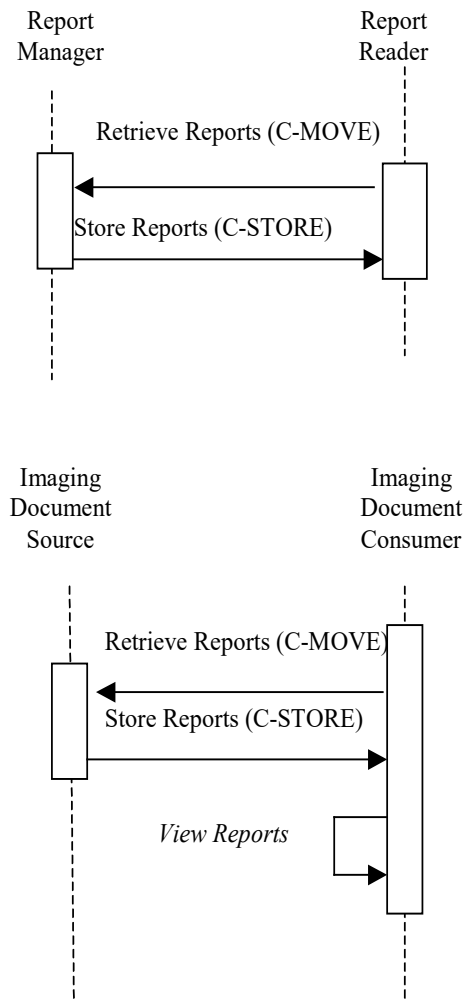 Report
Manager
Report
Reader
Retrieve Reports (C-MOVE)
Store Reports (C-STORE)
Imaging
Document
Source
Imaging
Document
Consumer
Retrieve Reports (C-MOVE)
Store Reports (C-STORE)
View Reports